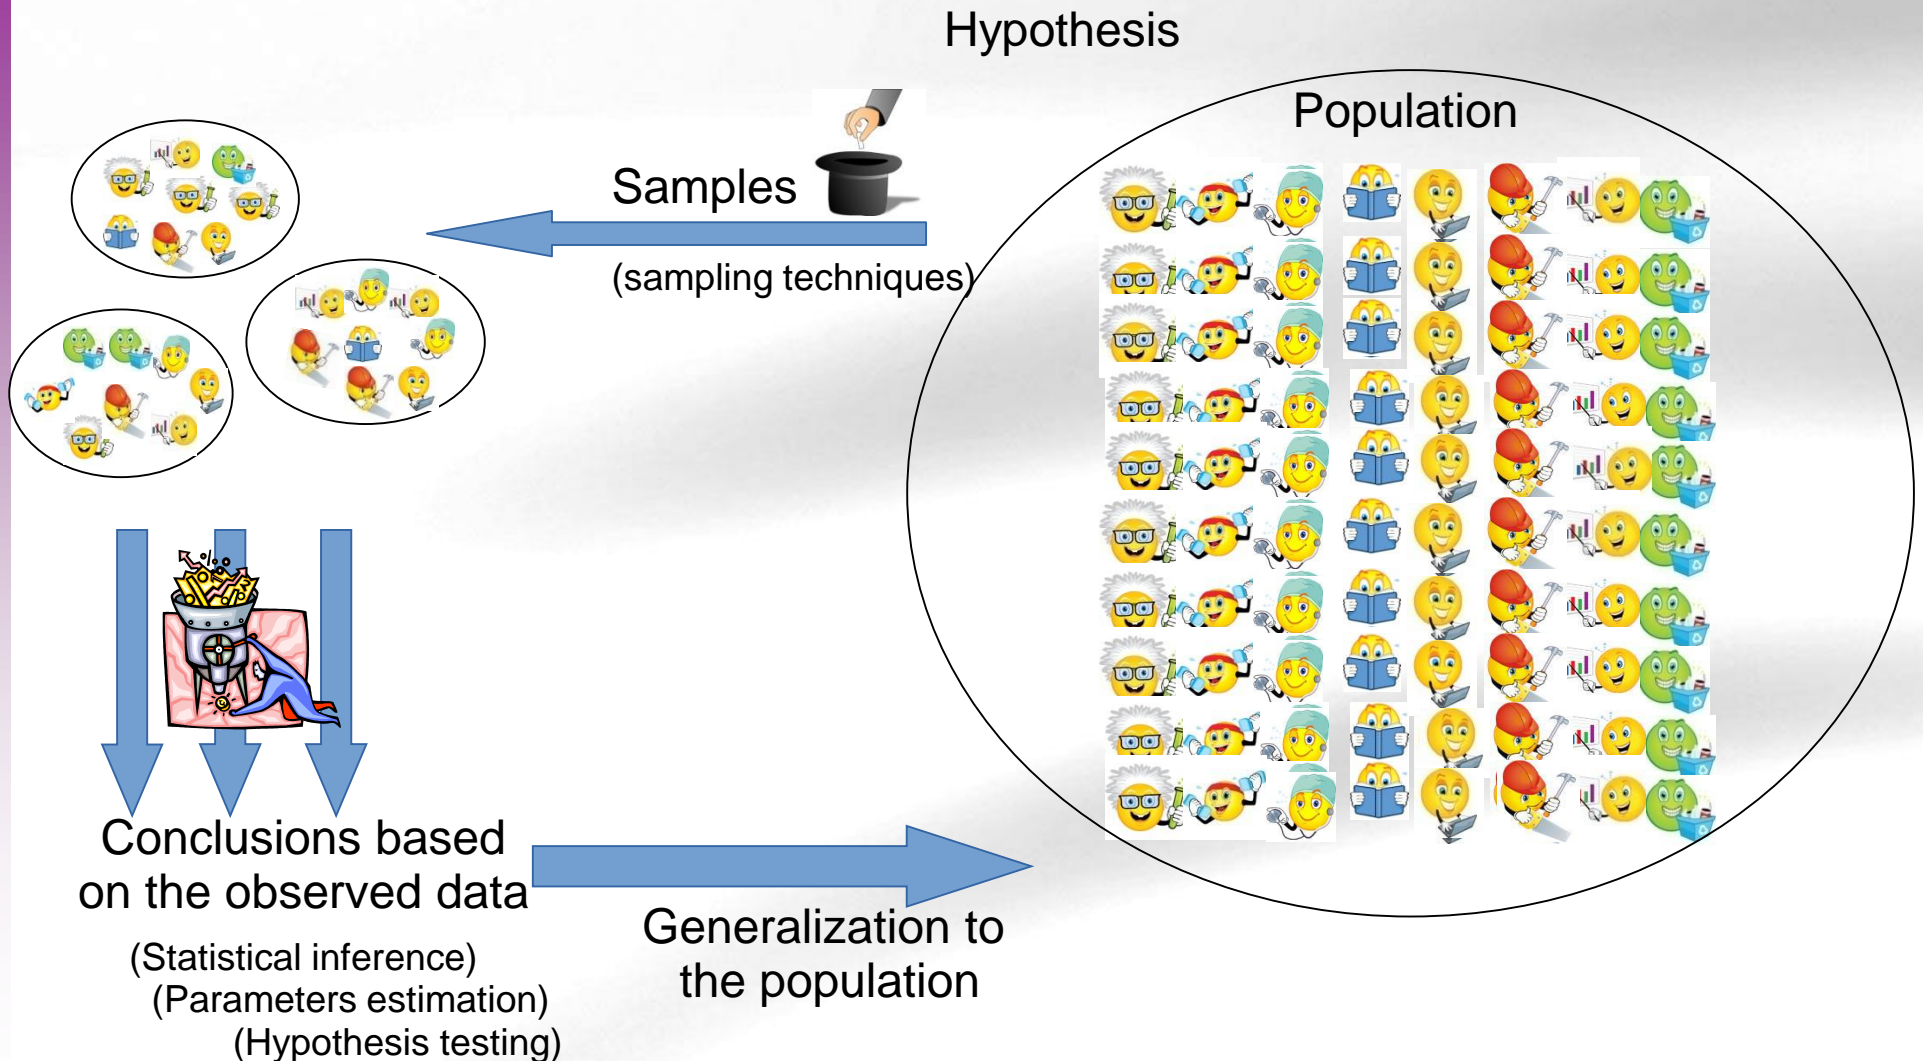 Hypothesis
Population
Samples
(sampling techniques)
Conclusions based
on the observed data
(Statistical inference)
(Parameters estimation)
(Hypothesis testing)
Generalization to
the population